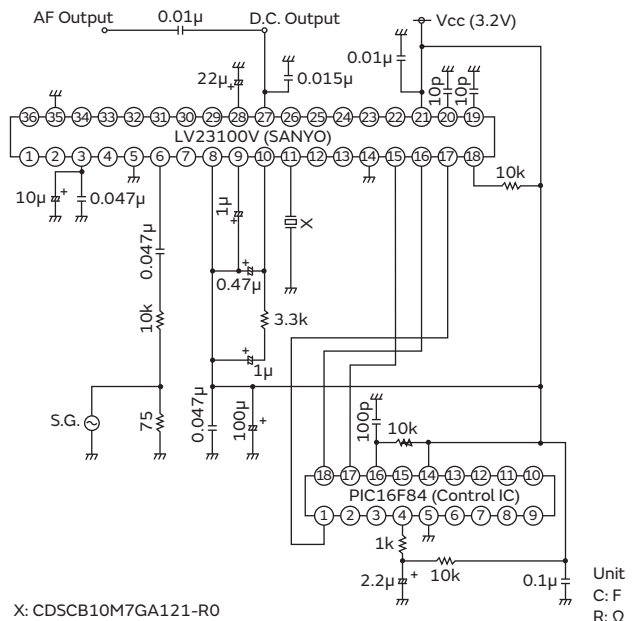 AF Output
0.01μ
D.C. Output
Vcc (3.2V)
0.01μ
22μ
+
0.015μ
10p
10p
36 35 34 33 32 31 30 29 28 27 26 25 24 23 22 21 20 19
LV23100V (SANYO)
1 2 3 4 5 6 7 8 9 10 11 12 13 14 15 16 17 18
10k
10μ
+
0.047μ
0.047μ
1μ
+
X
+
0.47μ
10k
3.3k
+
1μ
S.G.
75
0.047μ
100μ
+
100p
10k
18 17 16 15 14 13 12 11 10
PIC16F84 (Control IC)
1 2 3 4 5 6 7 8 9
1k
10k
2.2μ
+
0.1μ
Unit
C: F
R: Ω
X: CDSCB10M7GA121-R0